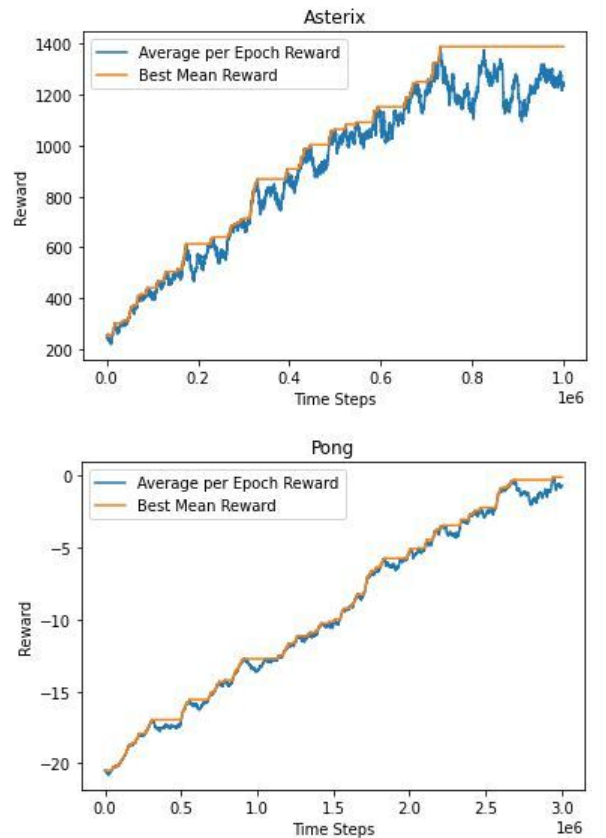 Asterix
1400
1200
1000
800
600
400
200
Reward
Average per Epoch Reward
Best Mean Reward
0.0 0.2 0.4 0.6 0.8 1.0
Time Steps
1e6
Pong
0
−5
−10
−15
−20
Reward
Average per Epoch Reward
Best Mean Reward
0.0 0.5 1.0 1.5 2.0 2.5 3.0
Time Steps
1e6